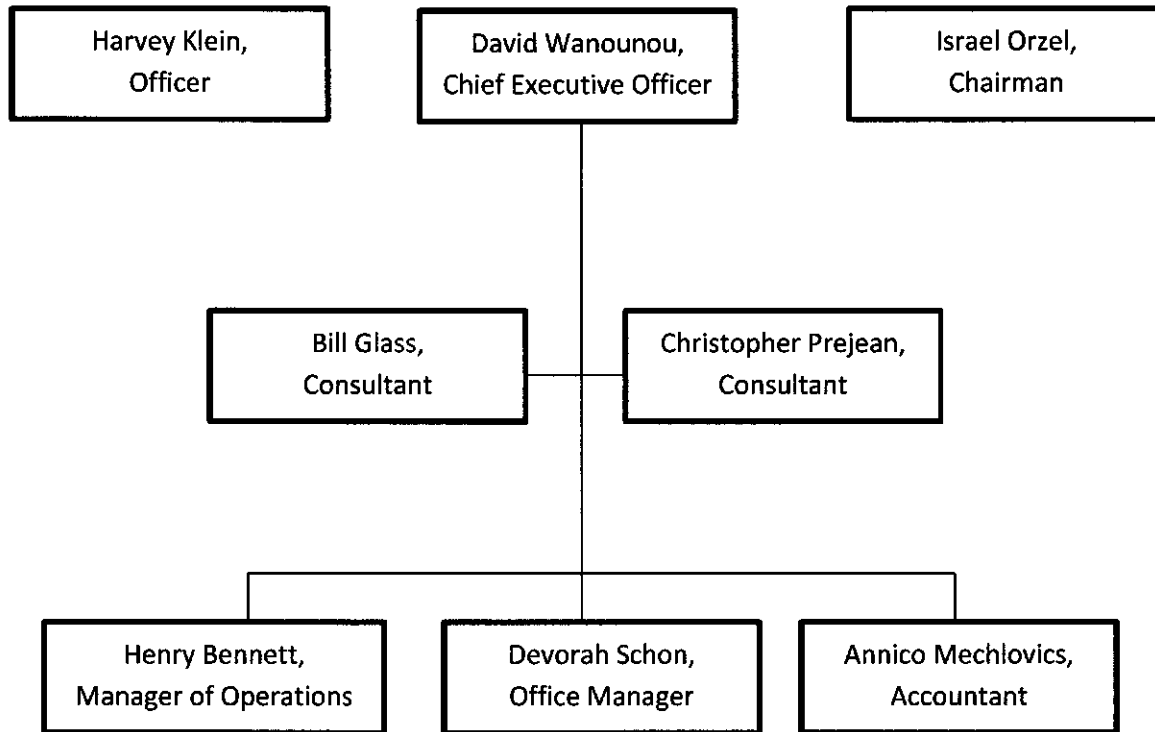 Harvey Klein,
Officer
David Wanounou,
Chief Executive Officer
Israel Orzel,
Chairman
Bill Glass,
Consultant
Christopher Prejean,
Consultant
Henry Bennett,
Manager of Operations
Devorah Schon,
Office Manager
Annico Mechlovics,
Accountant